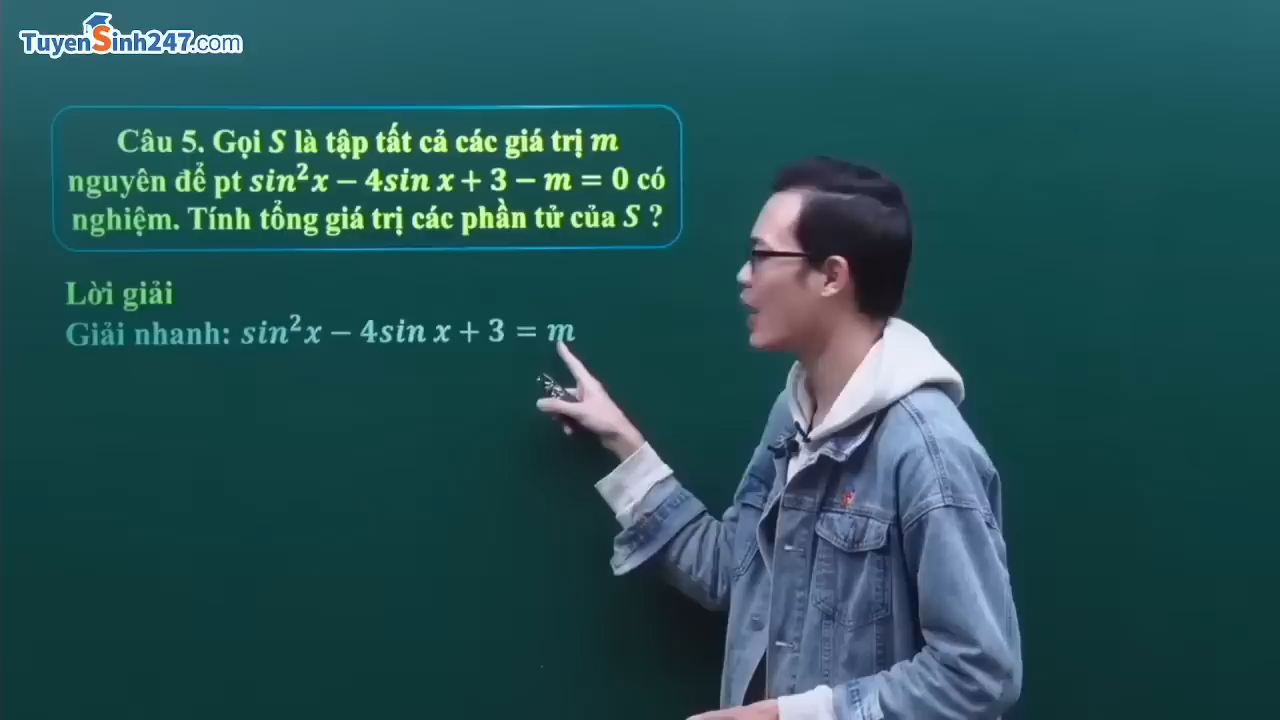 TuyenSinh247.com
Câu 5. Gọi S là tập tất cả các giá trị m
nguyên để pt sin²x − 4sin x + 3 − m = 0 có
nghiệm. Tính tổng giá trị các phần tử của S ?
Lời giải
Giải nhanh: sin²x − 4sin x + 3 = m